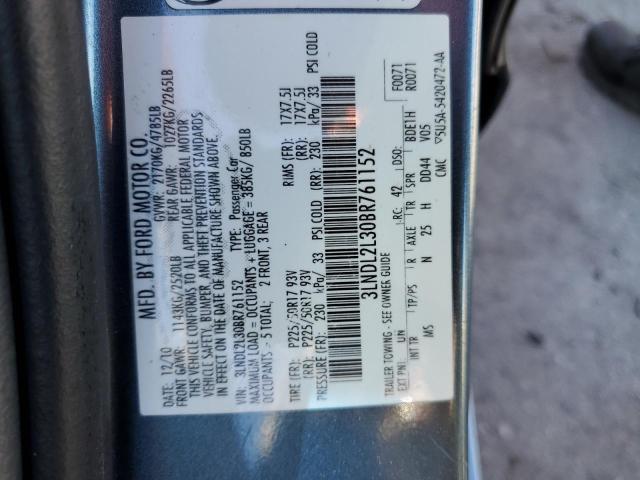 MFD. BY FORD MOTOR CO.
DATE: 12/10 GVWR: 2170KG/4785LB
FRONT GAWR: 1143KG/2520LB REAR GAWR: 1027KG/2265LB
THIS VEHICLE CONFORMS TO ALL APPLICABLE FEDERAL MOTOR
VEHICLE SAFETY, BUMPER, AND THEFT PREVENTION STANDARDS
IN EFFECT ON THE DATE OF MANUFACTURE SHOWN ABOVE.
VIN: 3LNDL2L30BR761152 TYPE: Passenger Car
MAXIMUM LOAD = OCCUPANTS + LUGGAGE = 385KG/ 850LB
OCCUPANTS = 5 TOTAL: 2 FRONT, 3 REAR
TIRE (FR): P225/50R17 93V RIMS (FR): 17X7.5J
(RR): P225/50R17 93V (RR): 17X7.5J
PRESSURE (FR): 230 kPa/ 33 PSI COLD (RR): 230 kPa/ 33 PSI COLD
3LNDL2L30BR761152
TRAILER TOWING - SEE OWNER GUIDE F0071
EXT PNT: UN RC: 42 DSO: R0071
INT TR TP/PS R AXLE TR SPR BDE1H
MS N 25 H DD44 V05
CMC ▽5U5A-5420472-AA